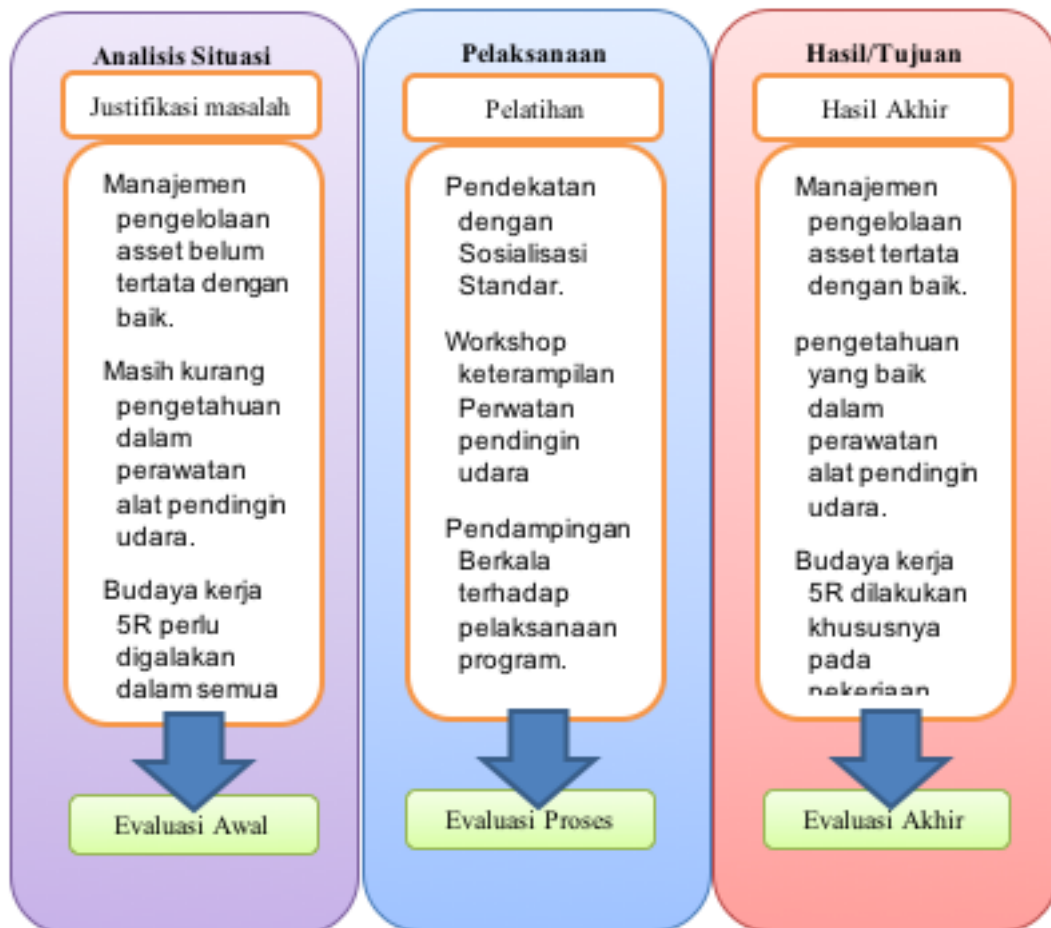 Analisis Situasi
Justifikasi masalah
Manajemen
pengelolaan
asset belum
tertata dengan
baik.
Masih kurang
pengetahuan
dalam
perawatan
alat pendingin
udara.
Budaya kerja
5R perlu
digalakan
dalam semua
Evaluasi Awal
Pelaksanaan
Pelatihan
Pendekatan
dengan
Sosialisasi
Standar.
Workshop
keterampilan
Perwatan
pendingin
udara
Pendampingan
Berkala
terhadap
pelaksanaan
program.
Evaluasi Proses
Hasil/Tujuan
Hasil Akhir
Manajemen
pengelolaan
asset tertata
dengan baik.
pengetahuan
yang baik
dalam
perawatan
alat pendingin
udara.
Budaya kerja
5R dilakukan
khususnya
pada
pekerjaan
Evaluasi Akhir